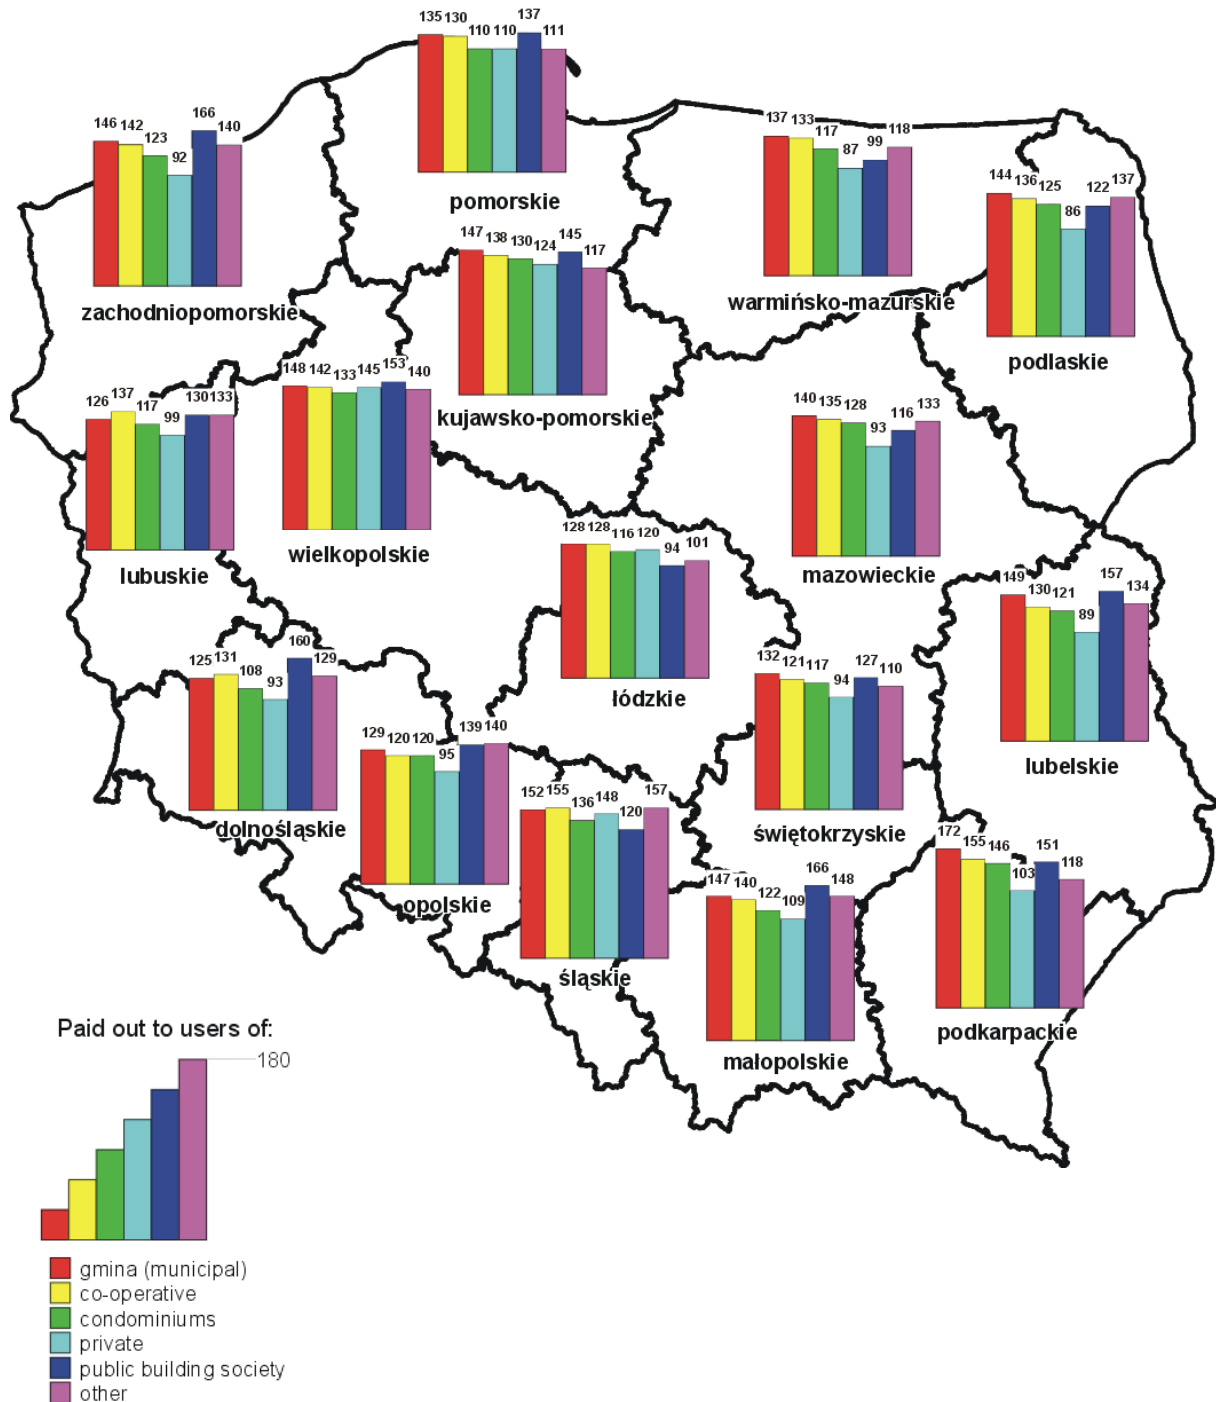 135 130 110 110 137 111
pomorskie
146 142 123 92 166 140
zachodniopomorskie
137 133 117 87 99 118
warmińsko-mazurskie
144 136 125 86 122 137
podlaskie
147 138 130 124 145 117
kujawsko-pomorskie
126 137 117 99 130 133
lubuskie
148 142 133 145 153 140
wielkopolskie
140 135 128 93 116 133
mazowieckie
128 128 116 120 94 101
łódzkie
149 130 121 89 157 134
lubelskie
125 131 108 93 160 129
dolnośląskie
132 121 117 94 127 110
świętokrzyskie
129 120 120 95 139 140
opolskie
152 155 136 148 120 157
śląskie
147 140 122 109 166 148
małopolskie
172 155 146 103 151 118
podkarpackie
Paid out to users of:
180
gmina (municipal)
co-operative
condominiums
private
public building society
other